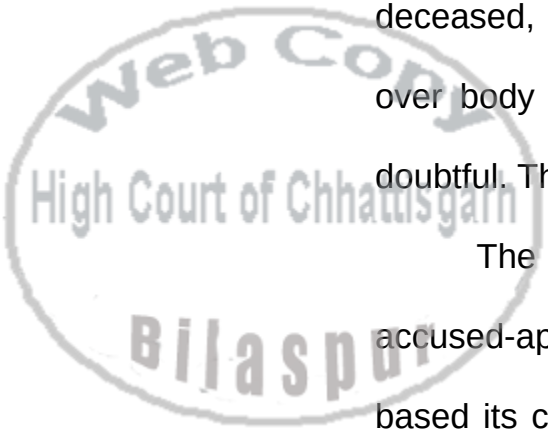 Web Copy
High Court of Chhattisgarh
Bilaspur
deceased,
over body
doubtful. Th
The
accused-ap
based its c